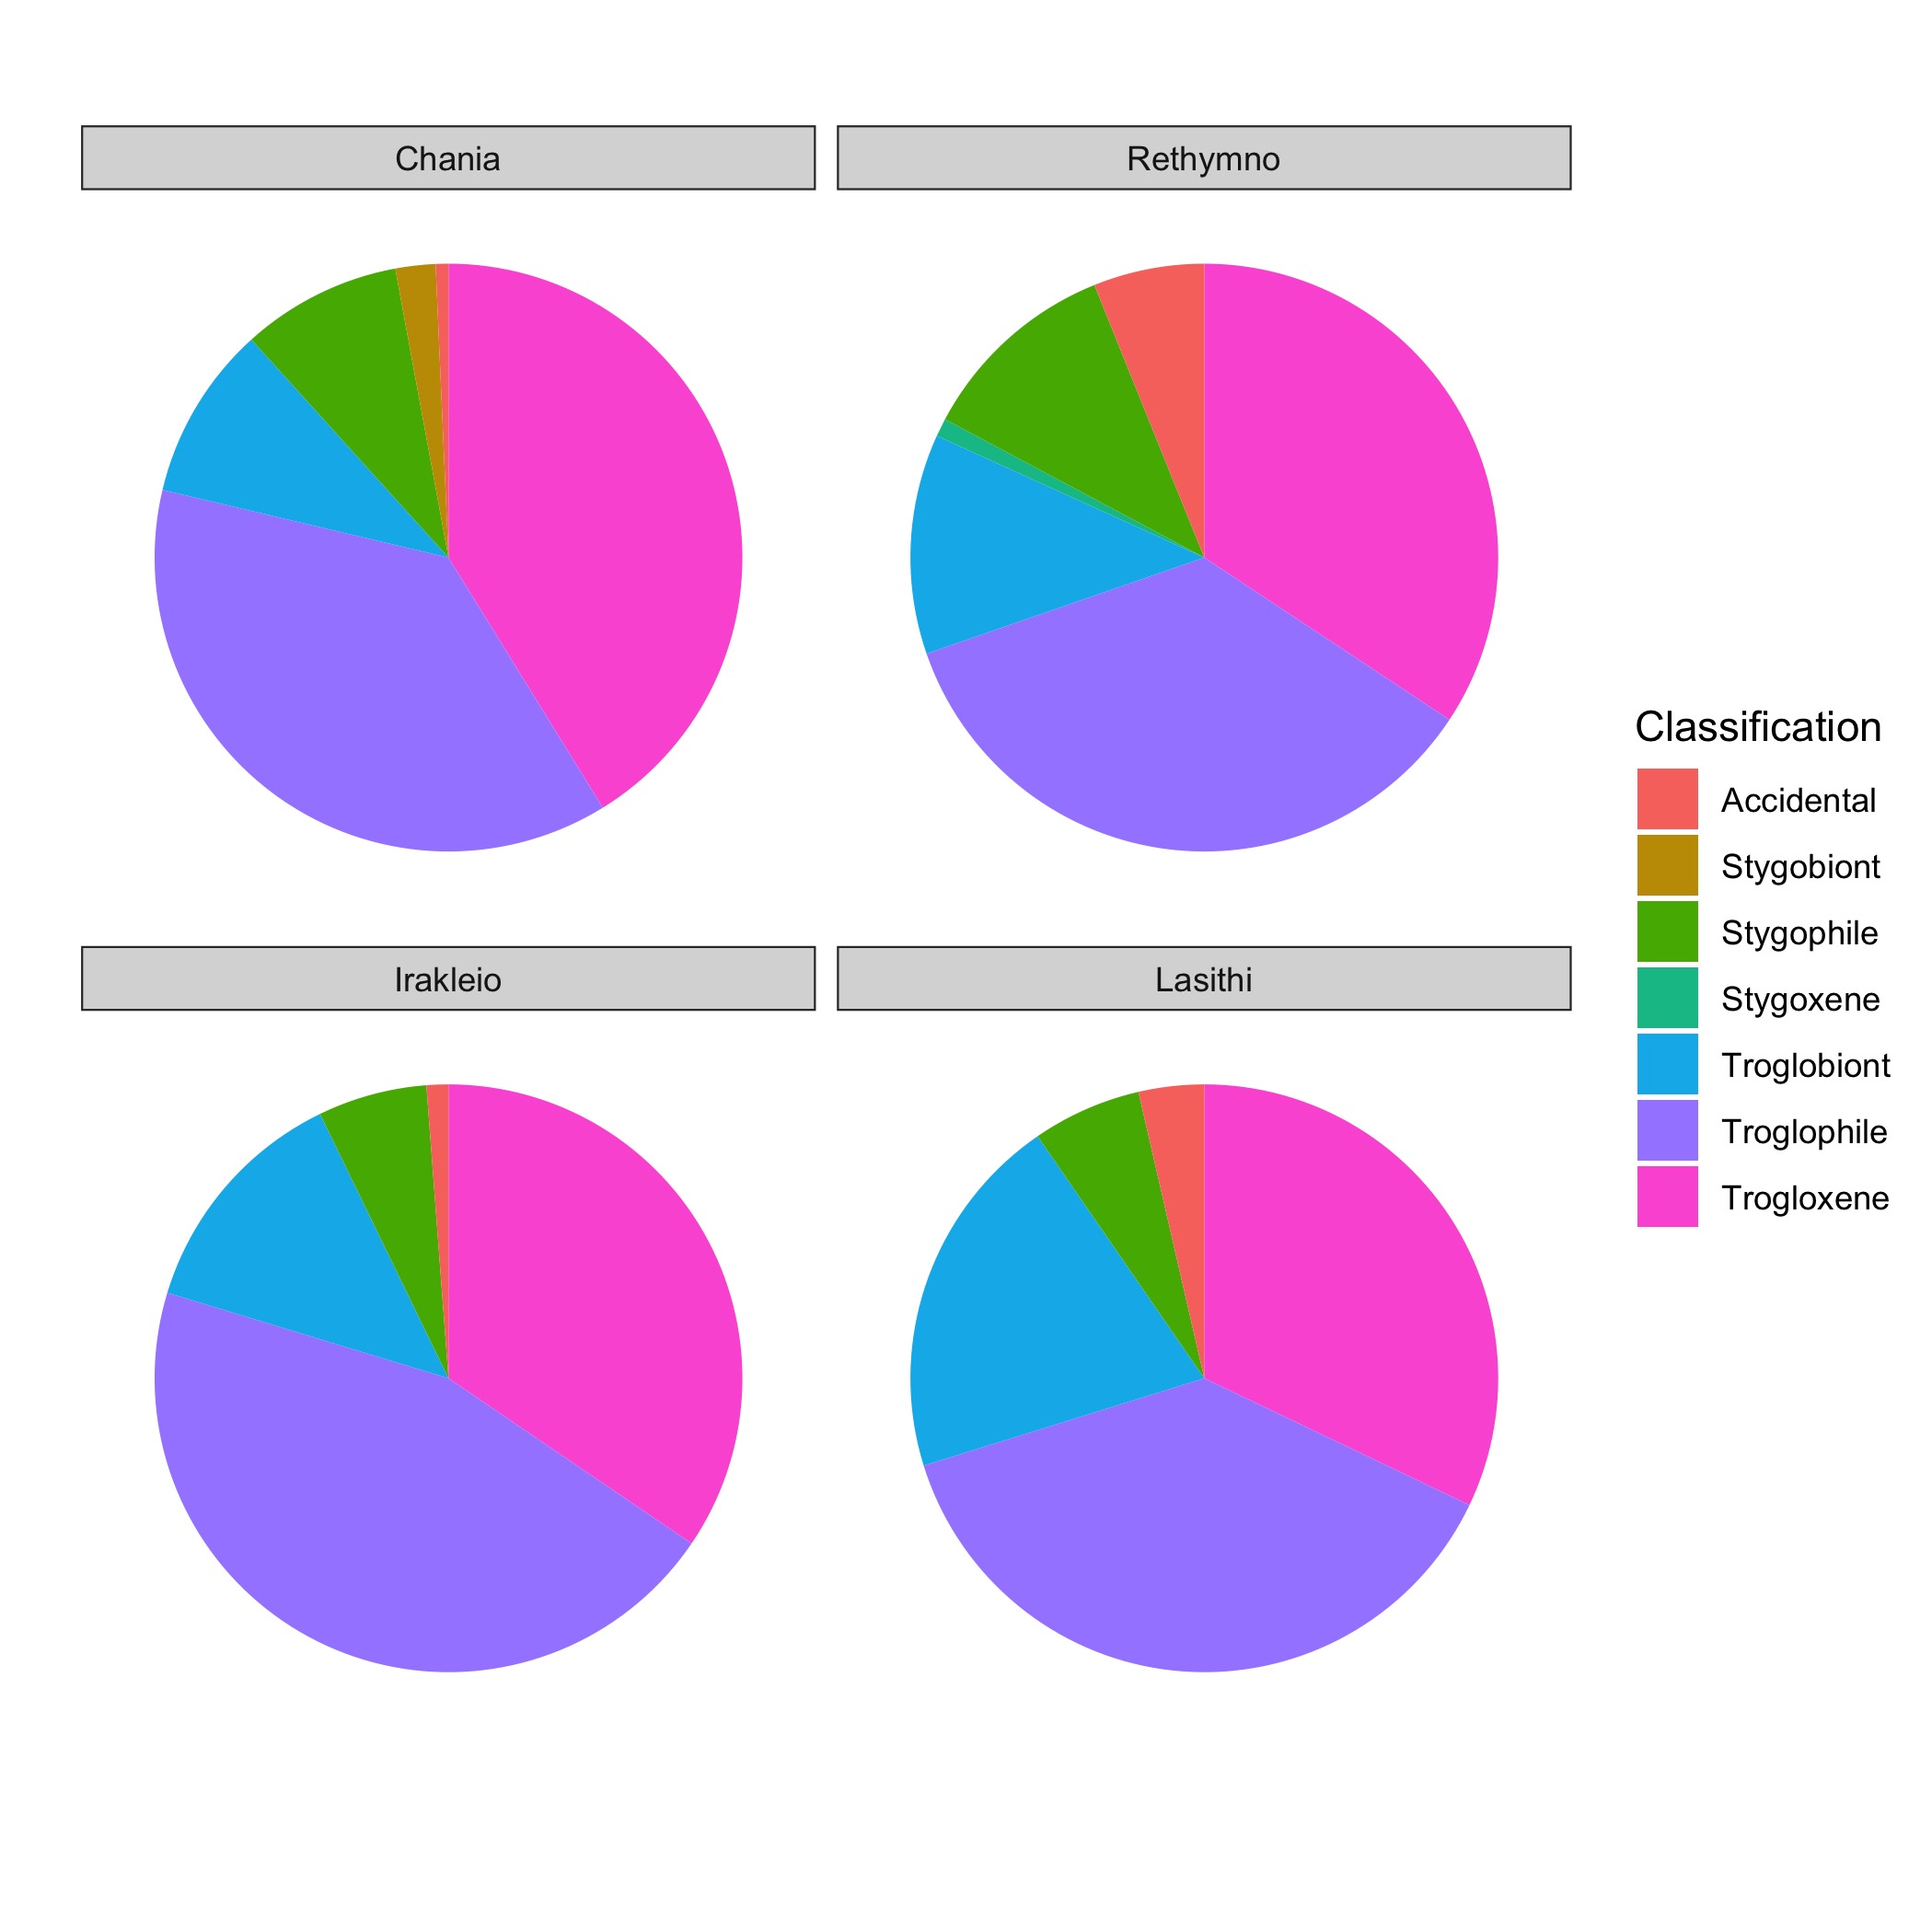 Chania
Rethymno
Irakleio
Lasithi
Classification
Accidental
Stygobiont
Stygophile
Stygoxene
Troglobiont
Troglophile
Trogloxene